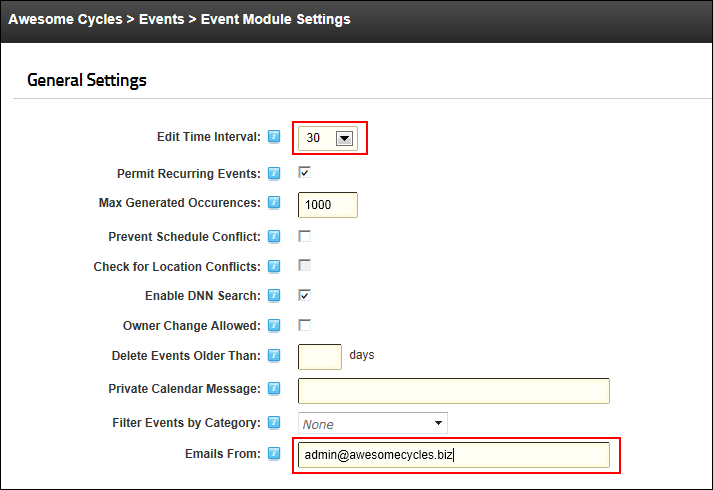 Awesome Cycles > Events > Event Module Settings
General Settings
Edit Time Interval: 30
Permit Recurring Events:
Max Generated Occurences: 1000
Prevent Schedule Conflict:
Check for Location Conflicts:
Enable DNN Search:
Owner Change Allowed:
Delete Events Older Than: days
Private Calendar Message:
Filter Events by Category: None
Emails From: admin@awesomecycles.biz